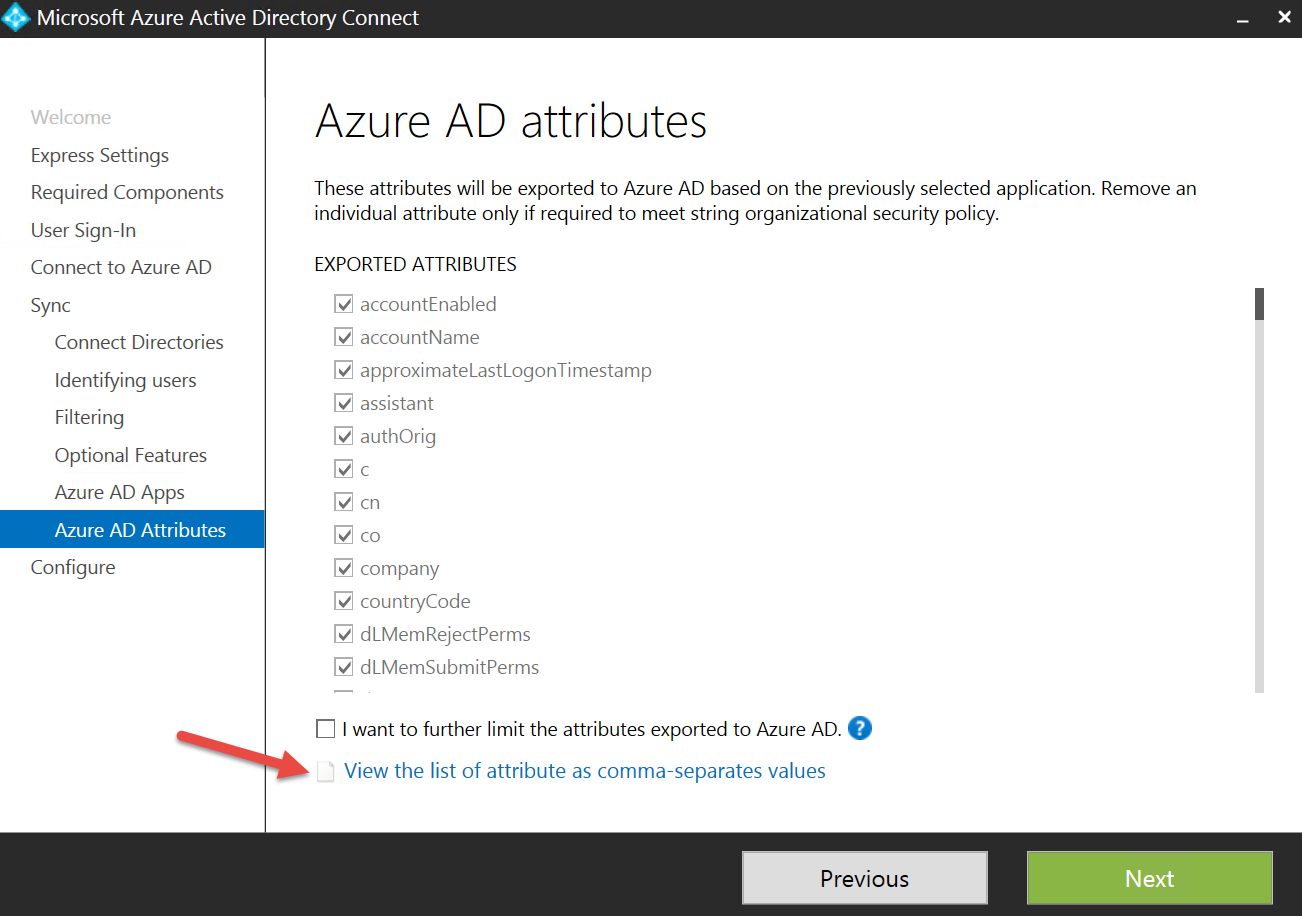 Microsoft Azure Active Directory Connect
Welcome
Express Settings
Required Components
User Sign-In
Connect to Azure AD
Sync
Connect Directories
Identifying users
Filtering
Optional Features
Azure AD Apps
Azure AD Attributes
Configure
Azure AD attributes
These attributes will be exported to Azure AD based on the previously selected application. Remove an
individual attribute only if required to meet string organizational security policy.
EXPORTED ATTRIBUTES
accountEnabled
accountName
approximateLastLogonTimestamp
assistant
authOrig
c
cn
co
company
countryCode
dLMemRejectPerms
dLMemSubmitPerms
I want to further limit the attributes exported to Azure AD. ?
View the list of attribute as comma-separates values
Previous
Next